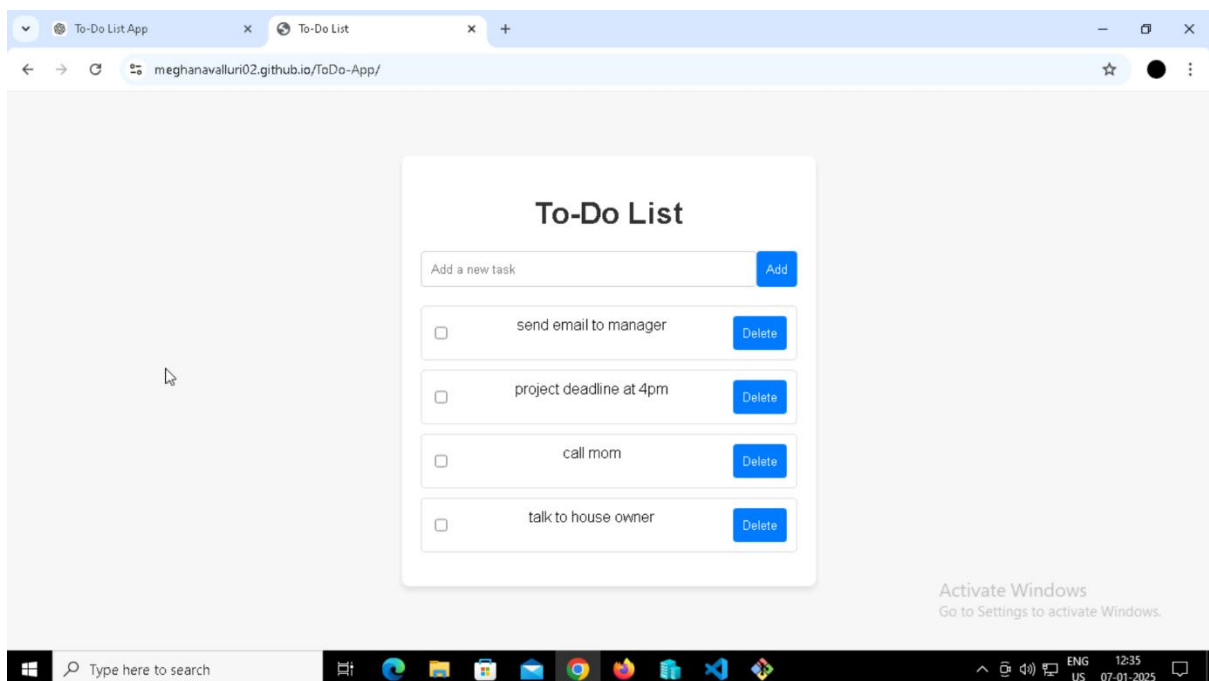 To-Do List App
To-Do List
meghanavalluri02.github.io/ToDo-App/
To-Do List
Add a new task
Add
send email to manager
Delete
project deadline at 4pm
Delete
call mom
Delete
talk to house owner
Delete
Activate Windows
Go to Settings to activate Windows.
Type here to search
ENG
US
12:35
07-01-2025